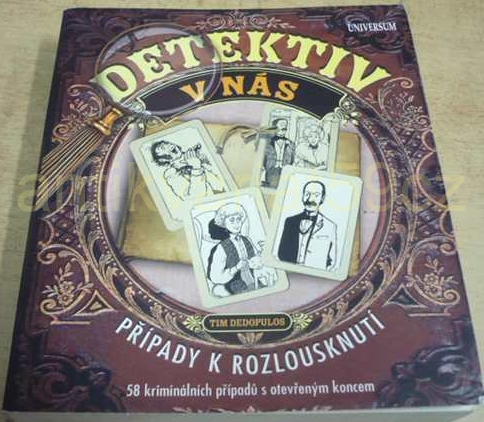 UNIVERSUM
DETEKTIV
V NÁS
TIM DEDOPULOS
PŘÍPADY K ROZLOUSKNUTÍ
58 kriminálních případů s otevřeným koncem